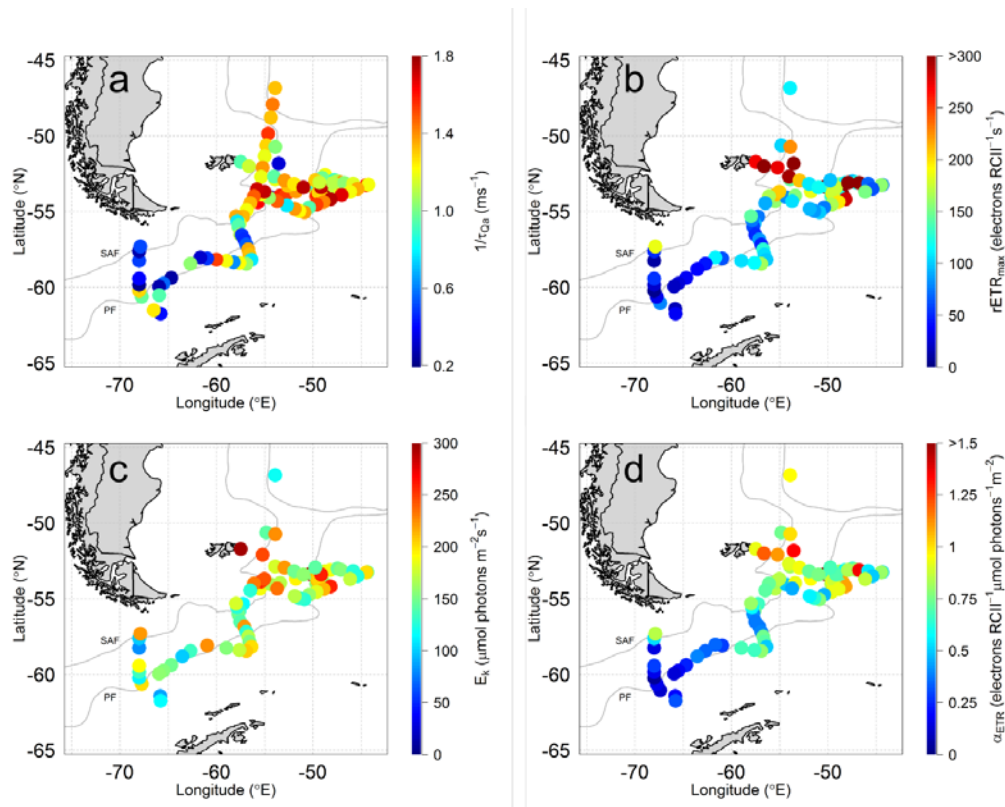 a
-45
-50
-55
-60
-65
Latitude (°N)
-70
-60
-50
Longitude (°E)
SAF
PF
1.8
1.4
1.0
0.6
0.2
1/τQa (ms⁻¹)
b
-45
-50
-55
-60
-65
Latitude (°N)
-70
-60
-50
Longitude (°E)
SAF
PF
>300
250
200
150
100
50
0
rETRmax (electrons RCII⁻¹s⁻¹)
c
-45
-50
-55
-60
-65
Latitude (°N)
-70
-60
-50
Longitude (°E)
SAF
PF
300
250
200
150
100
50
0
Ek (μmol photons m⁻²s⁻¹)
d
-45
-50
-55
-60
-65
Latitude (°N)
-70
-60
-50
Longitude (°E)
SAF
PF
>1.5
1.25
1
0.75
0.5
0.25
0
αETR (electrons RCII⁻¹μmol photons⁻¹m⁻²)